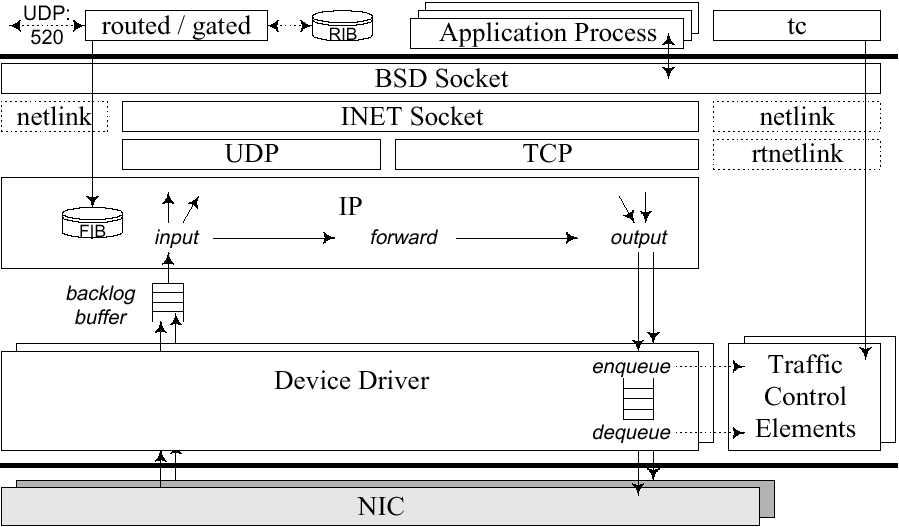 UDP:
520
routed / gated
RIB
Application Process
tc
BSD Socket
netlink
INET Socket
netlink
UDP
TCP
rtnetlink
IP
FIB
input
forward
output
backlog
buffer
Device Driver
enqueue
dequeue
Traffic
Control
Elements
NIC